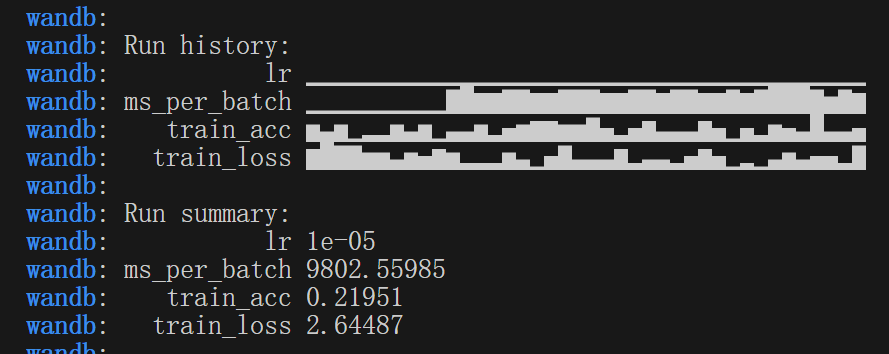 wandb:
wandb: Run history:
wandb: lr
wandb: ms_per_batch
wandb: train_acc
wandb: train_loss
wandb:
wandb: Run summary:
wandb: lr 1e-05
wandb: ms_per_batch 9802.55985
wandb: train_acc 0.21951
wandb: train_loss 2.64487
wandb: